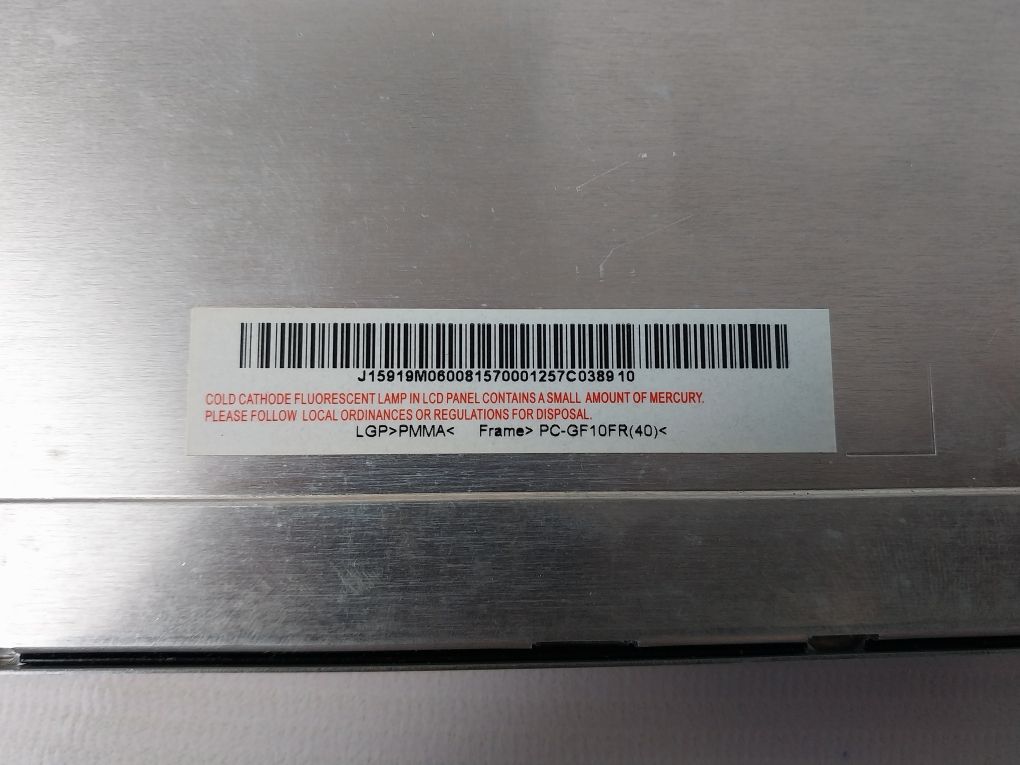 J15919M060081570001257C038910
COLD CATHODE FLUORESCENT LAMP IN LCD PANEL CONTAINS A SMALL AMOUNT OF MERCURY.
PLEASE FOLLOW LOCAL ORDINANCES OR REGULATIONS FOR DISPOSAL.
LGP>PMMA< Frame> PC-GF10FR(40)<